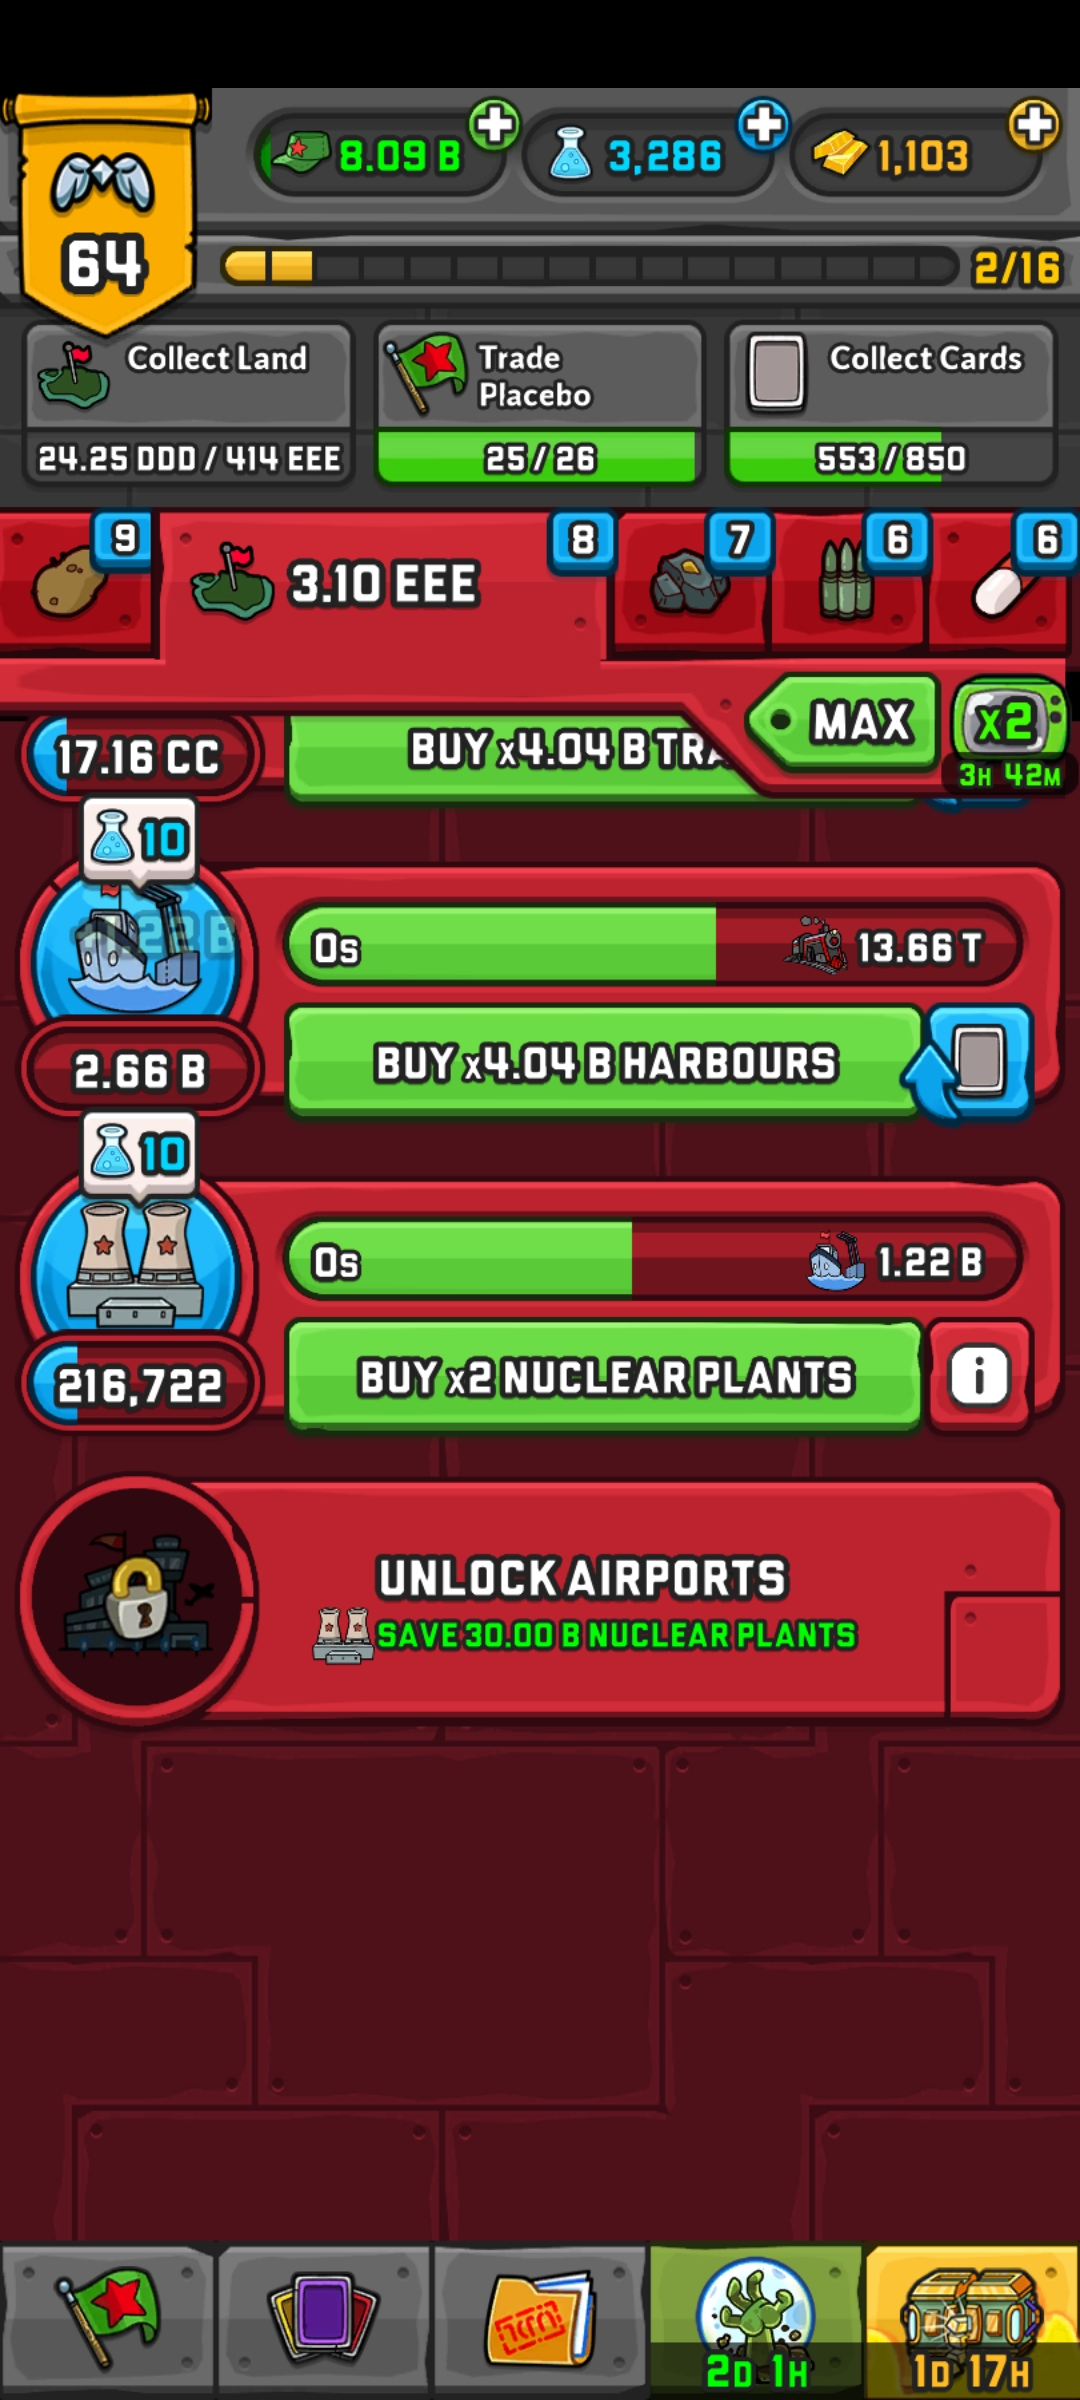 64
8.09 B
3,286
1,103
2/16
Collect Land
24.25 DDD / 414 EEE
Trade
Placebo
25 / 26
Collect Cards
553 / 850
9
3.10 EEE
8
7
6
6
MAX
x2
3H 42M
17.16 CC
BUY x4.04 B TRA
10
0s
13.66 T
2.66 B
BUY x4.04 B HARBOURS
10
0s
1.22 B
216,722
BUY x2 NUCLEAR PLANTS
i
UNLOCK AIRPORTS
SAVE 30.00 B NUCLEAR PLANTS
2D 1H
1D 17H